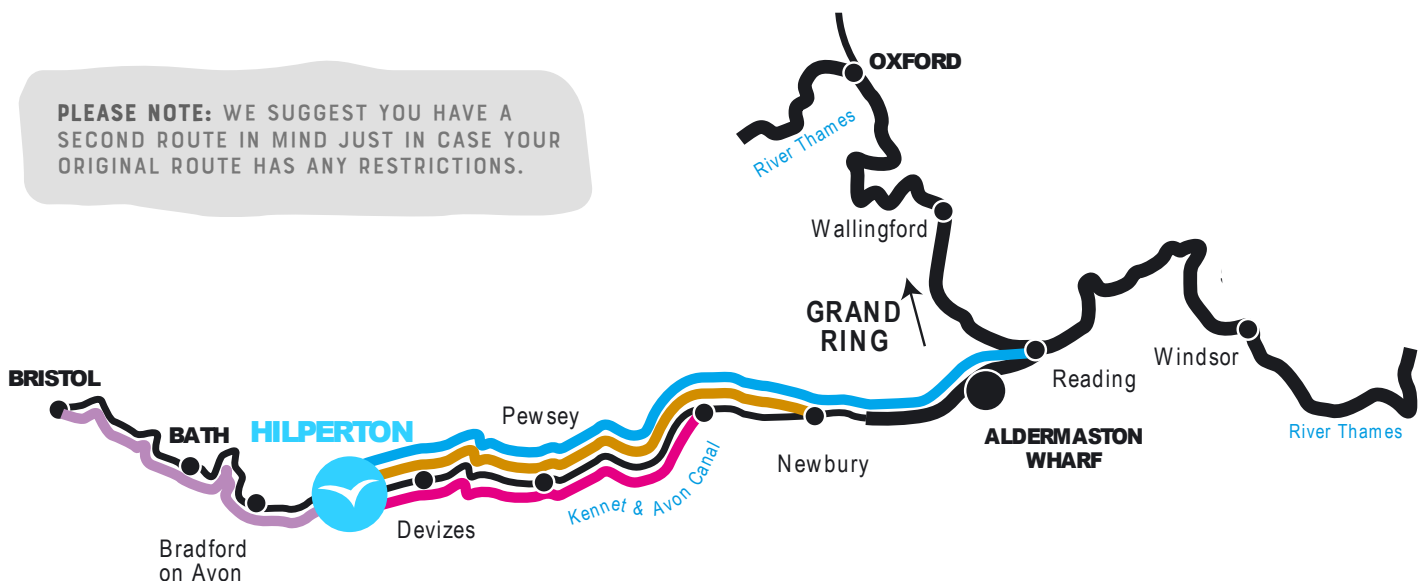 PLEASE NOTE: WE SUGGEST YOU HAVE A
SECOND ROUTE IN MIND JUST IN CASE YOUR
ORIGINAL ROUTE HAS ANY RESTRICTIONS.
OXFORD
River Thames
Wallingford
GRAND
RING
Reading
Windsor
River Thames
BRISTOL
BATH
HILPERTON
Pewsey
Kennet & Avon Canal
Newbury
ALDERMASTON
WHARF
Devizes
Bradford
on Avon